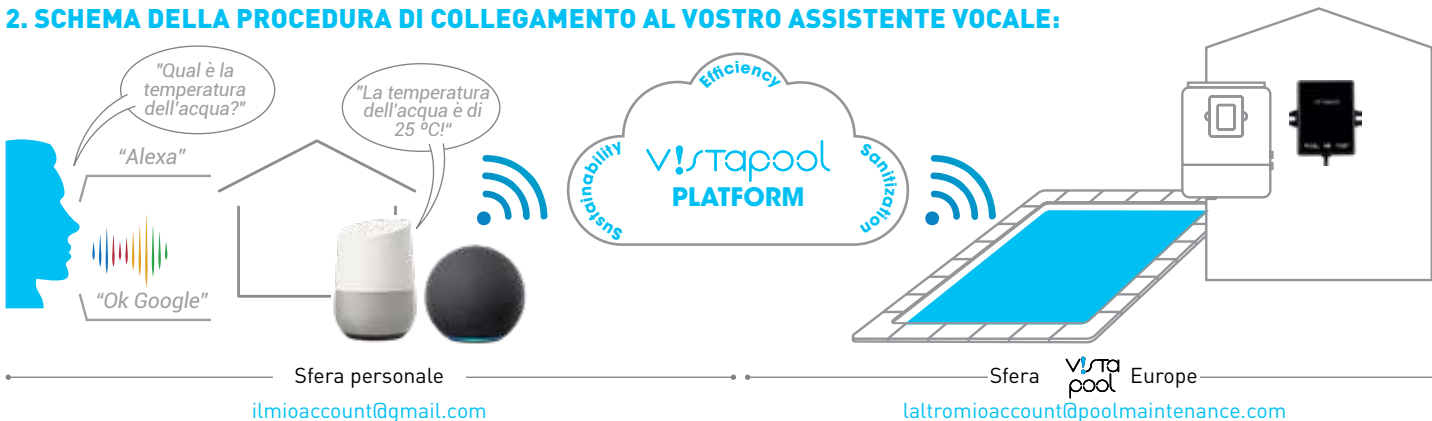 2. SCHEMA DELLA PROCEDURA DI COLLEGAMENTO AL VOSTRO ASSISTENTE VOCALE:
"Qual è la
temperatura
dell'acqua?"
"La temperatura
dell'acqua è di
25 ºC!"
“Alexa”
“Ok Google”
Efficiency
Sustainability
Sanitization
V!STAPOOL
PLATFORM
Sfera personale
ilmioaccount@gmail.com
Sfera
V!STA
POOL
Europe
laltromioaccount@poolmaintenance.com